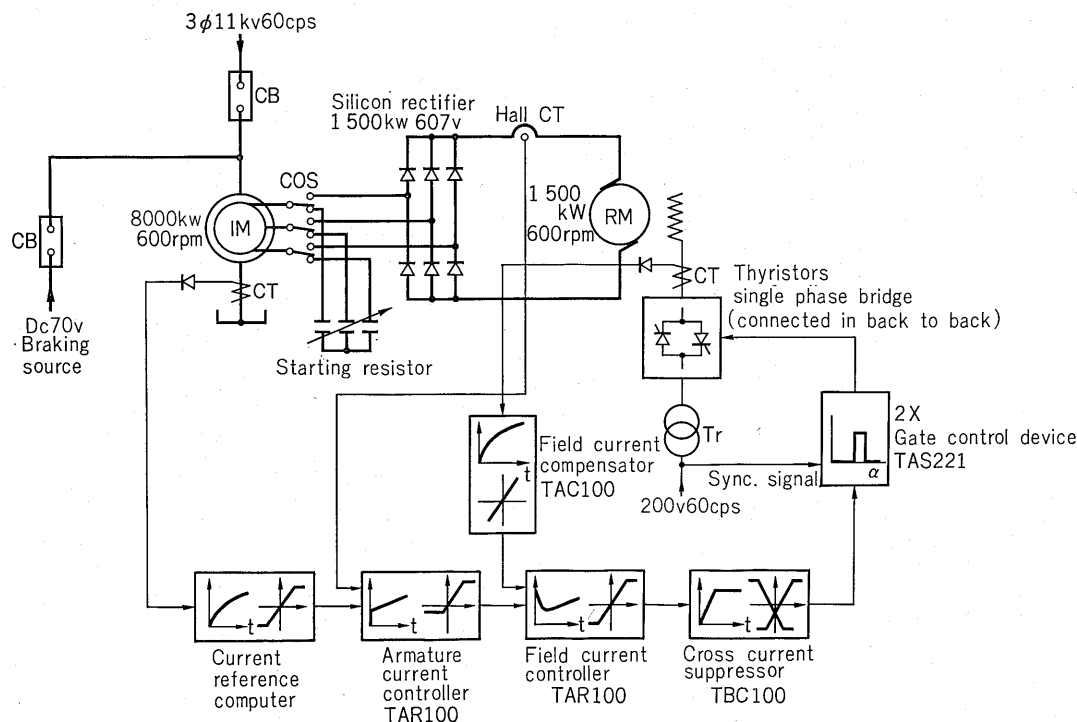 3φ11kv60cps
CB
Silicon rectifier
1 500kw 607v
Hall CT
COS
8000kw
600rpm
IM
1 500
kW
600rpm
RM
CB
CT
CT
Dc70v
Braking
source
Starting resistor
Thyristors
single phase bridge
(connected in back to back)
Tr
2X
Gate control device
TAS221
α
Sync. signal
200v60cps
t
Field current
compensator
TAC100
t
t
t
t
Current
reference
computer
Armature
current
controller
TAR100
Field current
controller
TAR100
Cross current
suppressor
TBC100